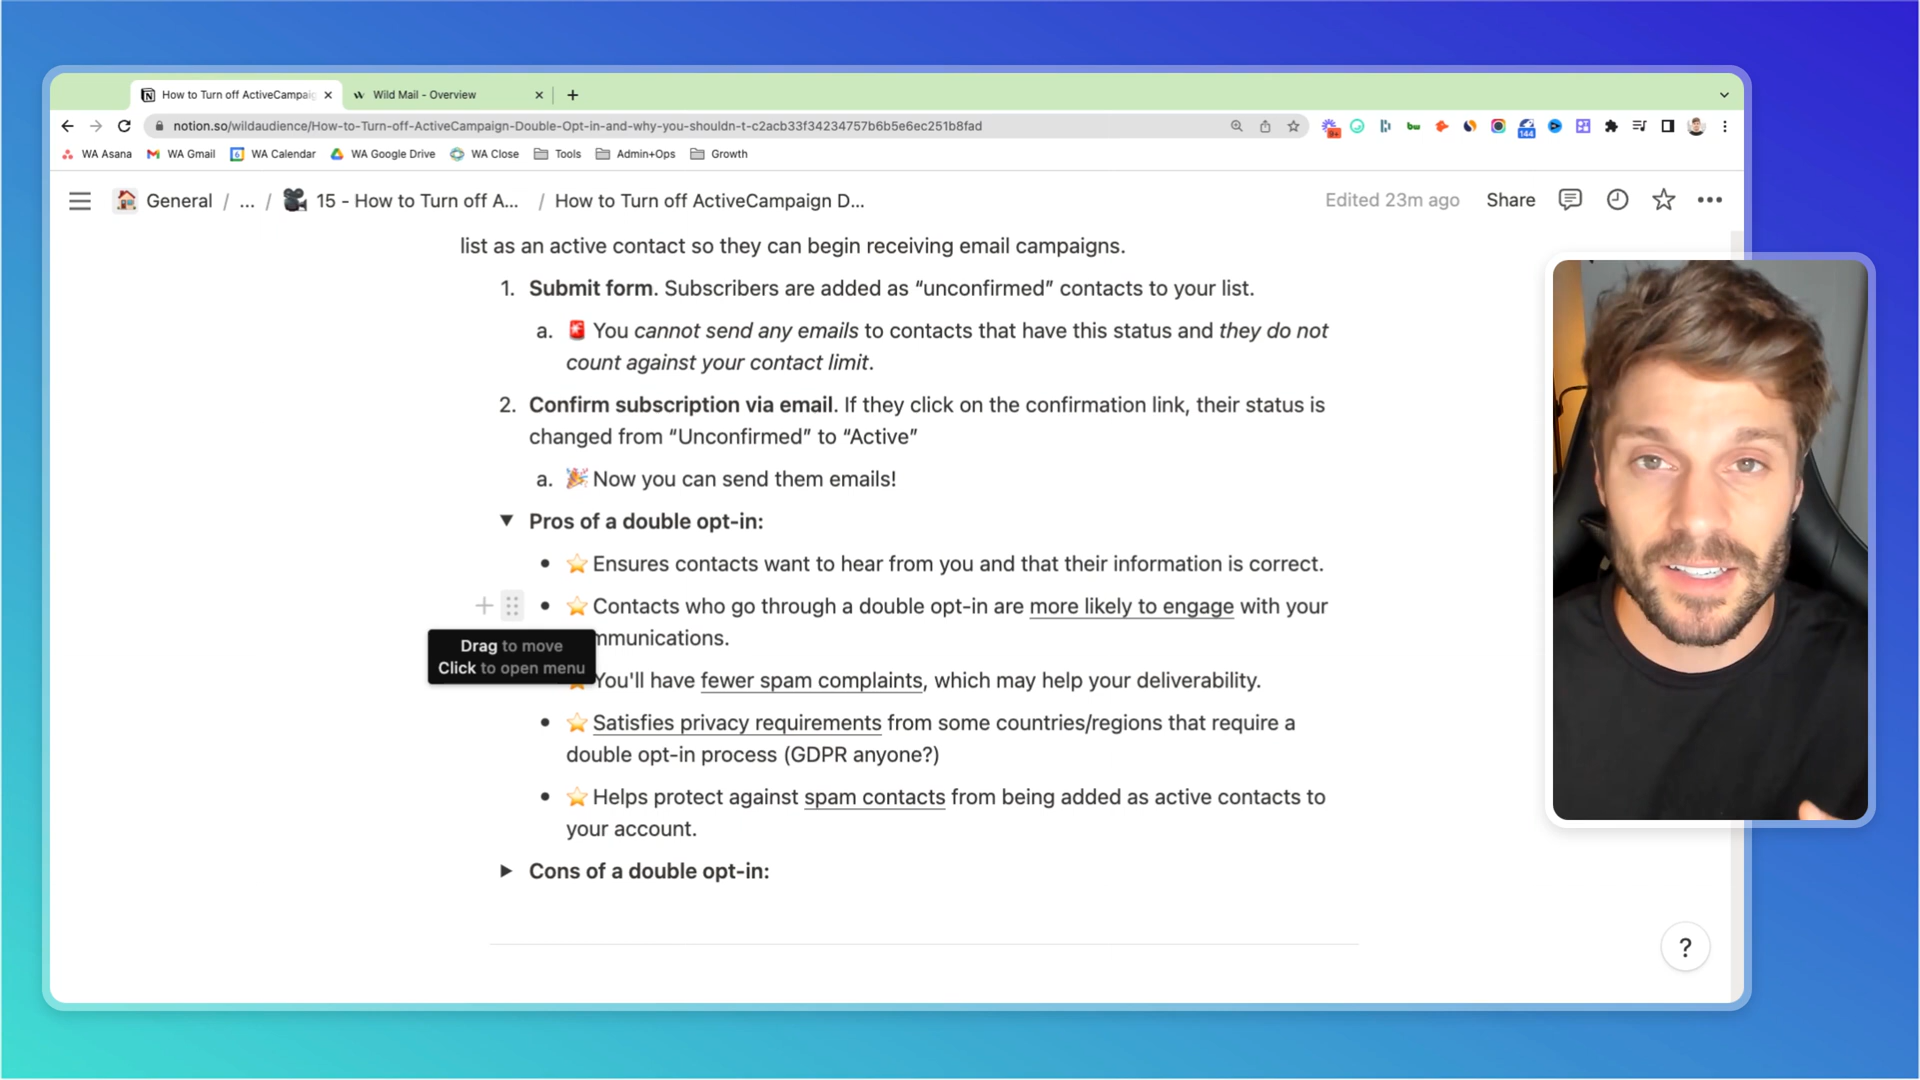 How to Turn off ActiveCampaig
Wild Mail - Overview
notion.so/wildaudience/How-to-Turn-off-ActiveCampaign-Double-Opt-in-and-why-you-shouldn-t-c2acb33f34234757b6b5e6ec251b8fad
9+
bw
144
WA Asana
WA Gmail
6
WA Calendar
WA Google Drive
WA Close
Tools
Admin+Ops
Growth
General / ... / 15 - How to Turn off A... / How to Turn off ActiveCampaign D...
Edited 23m ago
Share
list as an active contact so they can begin receiving email campaigns.
1. Submit form. Subscribers are added as “unconfirmed” contacts to your list.
a. You cannot send any emails to contacts that have this status and they do not
count against your contact limit.
2. Confirm subscription via email. If they click on the confirmation link, their status is
changed from “Unconfirmed” to “Active”
a. Now you can send them emails!
Pros of a double opt-in:
• Ensures contacts want to hear from you and that their information is correct.
• Contacts who go through a double opt-in are more likely to engage with your
mmunications.
Drag to move
Click to open menu
You'll have fewer spam complaints, which may help your deliverability.
• Satisfies privacy requirements from some countries/regions that require a
double opt-in process (GDPR anyone?)
• Helps protect against spam contacts from being added as active contacts to
your account.
Cons of a double opt-in:
?